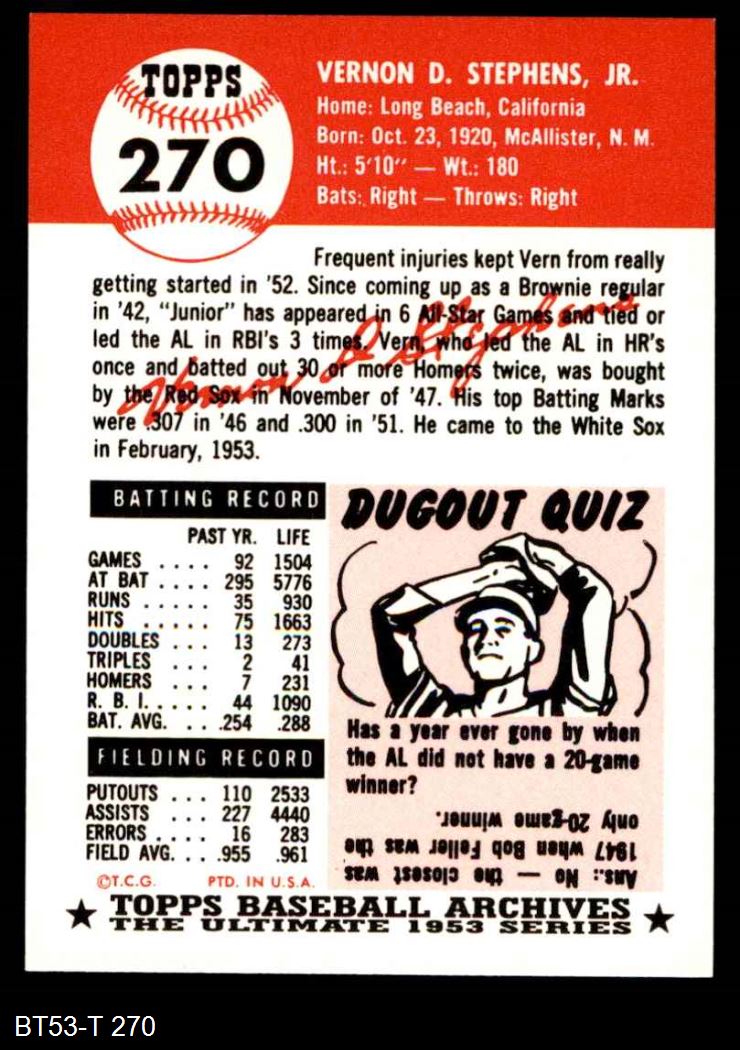 TOPPS
270
VERNON D. STEPHENS, JR.
Home: Long Beach, California
Born: Oct. 23, 1920, McAllister, N. M.
Ht.: 5'10" — Wt.: 180
Bats: Right — Throws: Right
Frequent injuries kept Vern from really
getting started in '52. Since coming up as a Brownie regular
in '42, "Junior" has appeared in 6 All-Star Games and tied or
led the AL in RBI's 3 times. Vern, who led the AL in HR's
once and batted out 30 or more Homers twice, was bought
by the Red Sox in November of '47. His top Batting Marks
were .307 in '46 and .300 in '51. He came to the White Sox
in February, 1953.
Vernon D Stephens
BATTING RECORD
PAST YR. LIFE
GAMES .... 92 1504
AT BAT .... 295 5776
RUNS ..... 35 930
HITS ..... 75 1663
DOUBLES ... 13 273
TRIPLES ... 2 41
HOMERS ... 7 231
R. B. I. .... 44 1090
BAT. AVG. .. .254 .288
FIELDING RECORD
PUTOUTS ... 110 2533
ASSISTS ... 227 4440
ERRORS .... 16 283
FIELD AVG. .. .955 .961
©T.C.G. PTD. IN U.S.A.
DUGOUT QUIZ
Has a year ever gone by when
the AL did not have a 20-game
winner?
Ans.: No — the closest was
1947 when Bob Feller was the
only 20-game winner.
★ TOPPS BASEBALL ARCHIVES ★
THE ULTIMATE 1953 SERIES
BT53-T 270